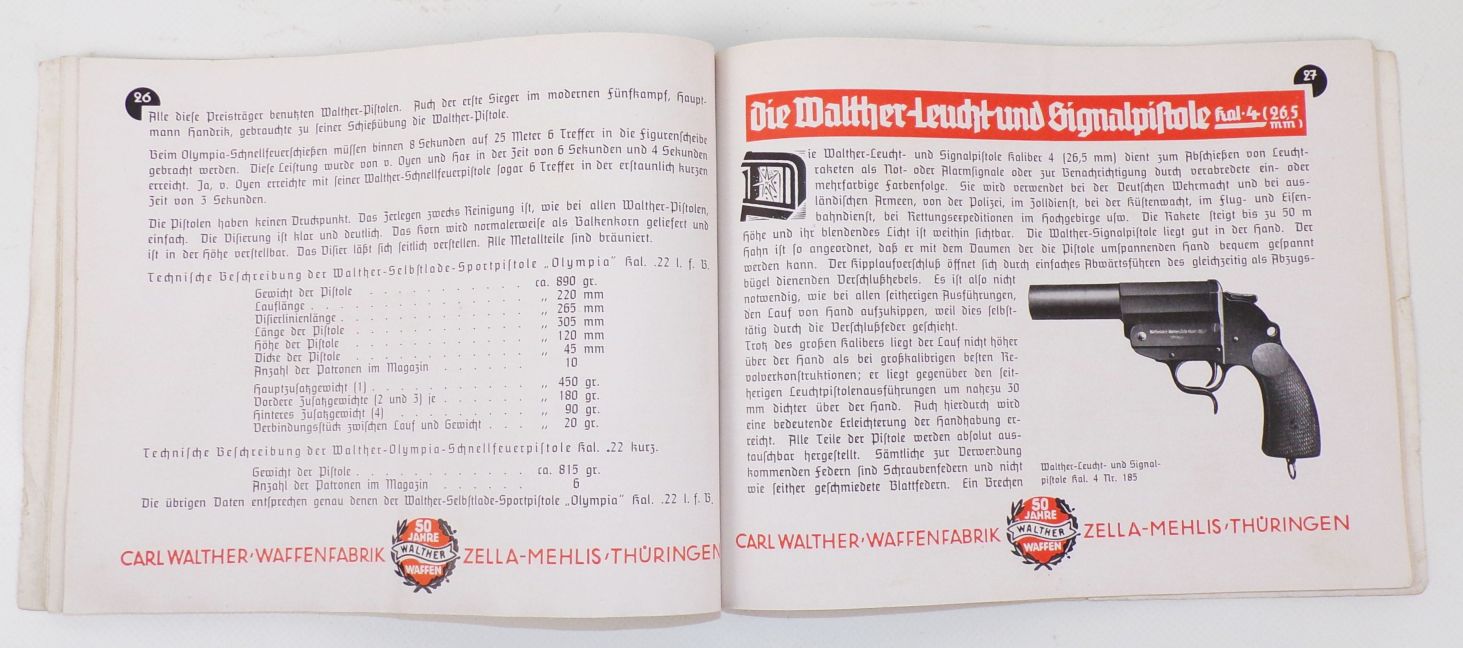 26
Alle diese Preisträger benutzten Walther-Pistolen. Auch der erste Sieger im modernen Fünfkampf, Haupt-
mann Handrik, gebrauchte zu seiner Schießübung die Walther-Pistole.
Beim Olympia-Schnellfeuerschießen müssen binnen 8 Sekunden auf 25 Meter 6 Treffer in die Figurenscheibe
gebracht werden. Diese Leistung wurde von v. Oyen und Hax in der Zeit von 6 Sekunden und 4 Sekunden
erreicht. Ja, v. Oyen erreichte mit seiner Walther-Schnellfeuerpistole sogar 6 Treffer in der erstaunlich kurzen
Zeit von 3 Sekunden.
Die Pistolen haben keinen Druckpunkt. Das Zerlegen zwecks Reinigung ist, wie bei allen Walther-Pistolen,
einfach. Die Visierung ist klar und deutlich. Das Korn wird normalerweise als Balkenkorn geliefert und
ist in der Höhe verstellbar. Das Visier läßt sich seitlich verstellen. Alle Metallteile sind bräuniert.
Technische Beschreibung der Walther-Selbstlade-Sportpistole „Olympia" Kal. .22 l. f. B.
Gewicht der Pistole . . . . . . . . . . . ca. 890 gr.
Lauflänge . . . . . . . . . . . . . . „ 220 mm
Visierlinienlänge . . . . . . . . . . . . „ 265 mm
Länge der Pistole . . . . . . . . . . . . „ 305 mm
Höhe der Pistole . . . . . . . . . . . . „ 120 mm
Dicke der Pistole . . . . . . . . . . . . „ 45 mm
Anzahl der Patronen im Magazin . . . . . . 10
Hauptzusatzgewicht (1) . . . . . . . . . . „ 450 gr.
Vordere Zusatzgewichte (2 und 3) je . . . . . „ 180 gr.
Hinteres Zusatzgewicht (4) . . . . . . . . „ 90 gr.
Verbindungsstück zwischen Lauf und Gewicht . . . „ 20 gr.
Technische Beschreibung der Walther-Olympia-Schnellfeuerpistole Kal. .22 kurz.
Gewicht der Pistole . . . . . . . . . . . ca. 815 gr.
Anzahl der Patronen im Magazin . . . . . . 6
Die übrigen Daten entsprechen genau denen der Walther-Selbstlade-Sportpistole „Olympia" Kal. .22 l. f. B.
CARL WALTHER, WAFFENFABRIK
50
JAHRE
WALTHER
WAFFEN
ZELLA-MEHLIS, THÜRINGEN
27
Die Walther-Leucht- und Signalpistole Kal. 4 (26,5 mm)
Die Walther-Leucht- und Signalpistole Kaliber 4 (26,5 mm) dient zum Abschießen von Leucht-
raketen als Not- oder Alarmsignale oder zur Benachrichtigung durch verabredete ein- oder
mehrfarbige Farbenfolge. Sie wird verwendet bei der Deutschen Wehrmacht und bei aus-
ländischen Armeen, von der Polizei, im Zolldienst, bei der Küstenwacht, im Flug- und Eisen-
bahndienst, bei Rettungsexpeditionen im Hochgebirge usw. Die Rakete steigt bis zu 50 m
Höhe und ihr blendendes Licht ist weithin sichtbar. Die Walther-Signalpistole liegt gut in der Hand. Der
Hahn ist so angeordnet, daß er mit dem Daumen der die Pistole umspannenden Hand bequem gespannt
werden kann. Der Kipplaufverschluß öffnet sich durch einfaches Abwärtsführen des gleichzeitig als Abzugs-
bügel dienenden Verschlußhebels. Es ist also nicht
notwendig, wie bei allen seitherigen Ausführungen,
den Lauf von Hand aufzukippen, weil dies selbst-
tätig durch die Verschlußfeder geschieht.
Trotz des großen Kalibers liegt der Lauf nicht höher
über der Hand als bei großkalibrigen besten Re-
volverkonstruktionen; er liegt gegenüber den seit-
herigen Leuchtpistolenausführungen um nahezu 30
mm dichter über der Hand. Auch hierdurch wird
eine bedeutende Erleichterung der Handhabung er-
reicht. Alle Teile der Pistole werden absolut aus-
tauschbar hergestellt. Sämtliche zur Verwendung
kommenden Federn sind Schraubenfedern und nicht
wie seither geschmiedete Blattfedern. Ein Brechen
Walther-Leucht- und Signal-
pistole Kal. 4 Nr. 185
CARL WALTHER, WAFFENFABRIK
50
JAHRE
WALTHER
WAFFEN
ZELLA-MEHLIS, THÜRINGEN